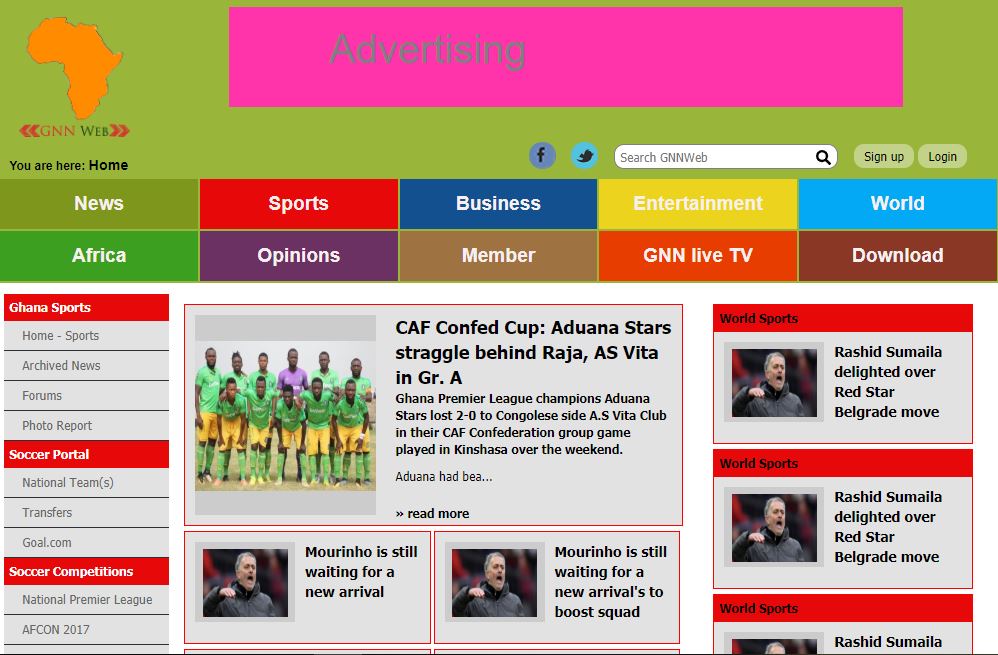 Advertising
GNN WEB
You are here: Home
Search GNNWeb
Sign up
Login
News
Sports
Business
Entertainment
World
Africa
Opinions
Member
GNN live TV
Download
Ghana Sports
Home - Sports
Archived News
Forums
Photo Report
Soccer Portal
National Team(s)
Transfers
Goal.com
Soccer Competitions
National Premier League
AFCON 2017
CAF Confed Cup: Aduana Stars
straggle behind Raja, AS Vita
in Gr. A
Ghana Premier League champions Aduana
Stars lost 2-0 to Congolese side A.S Vita Club
in their CAF Confederation group game
played in Kinshasa over the weekend.
Aduana had bea...
» read more
Mourinho is still
waiting for a
new arrival
Mourinho is still
waiting for a
new arrival's to
boost squad
World Sports
Rashid Sumaila
delighted over
Red Star
Belgrade move
World Sports
Rashid Sumaila
delighted over
Red Star
Belgrade move
World Sports
Rashid Sumaila